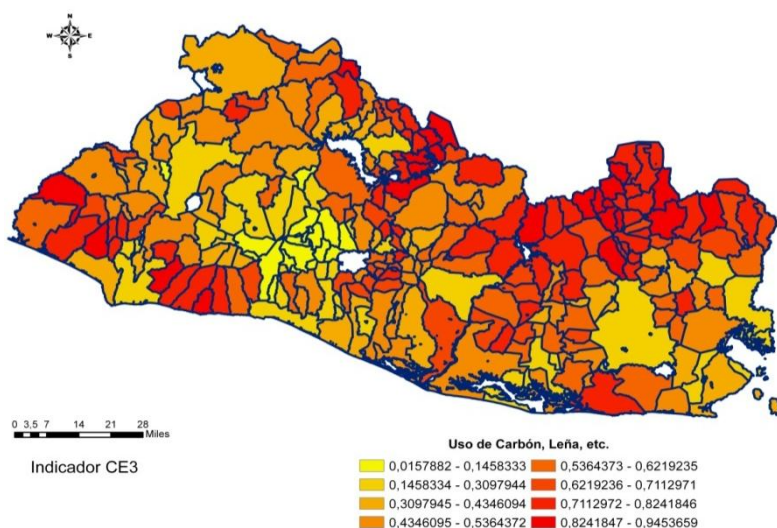 N
W E
S
0 3,5 7 14 21 28
Miles
Indicador CE3
Uso de Carbón, Leña, etc.
0,0157882 - 0,1458333
0,1458334 - 0,3097944
0,3097945 - 0,4346094
0,4346095 - 0,5364372
0,5364373 - 0,6219235
0,6219236 - 0,7112971
0,7112972 - 0,8241846
0,8241847 - 0,9453659